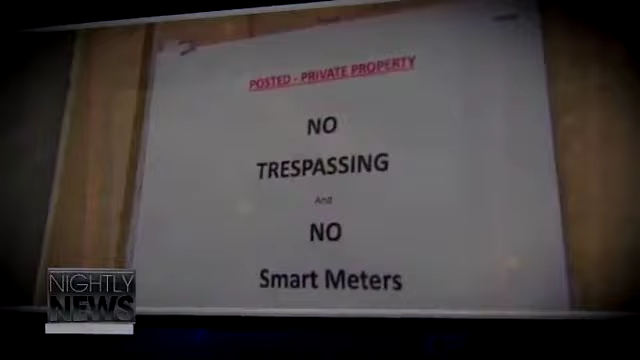 POSTED - PRIVATE PROPERTY
NO
TRESPASSING
And
NO
Smart Meters
NIGHTLY
NEWS